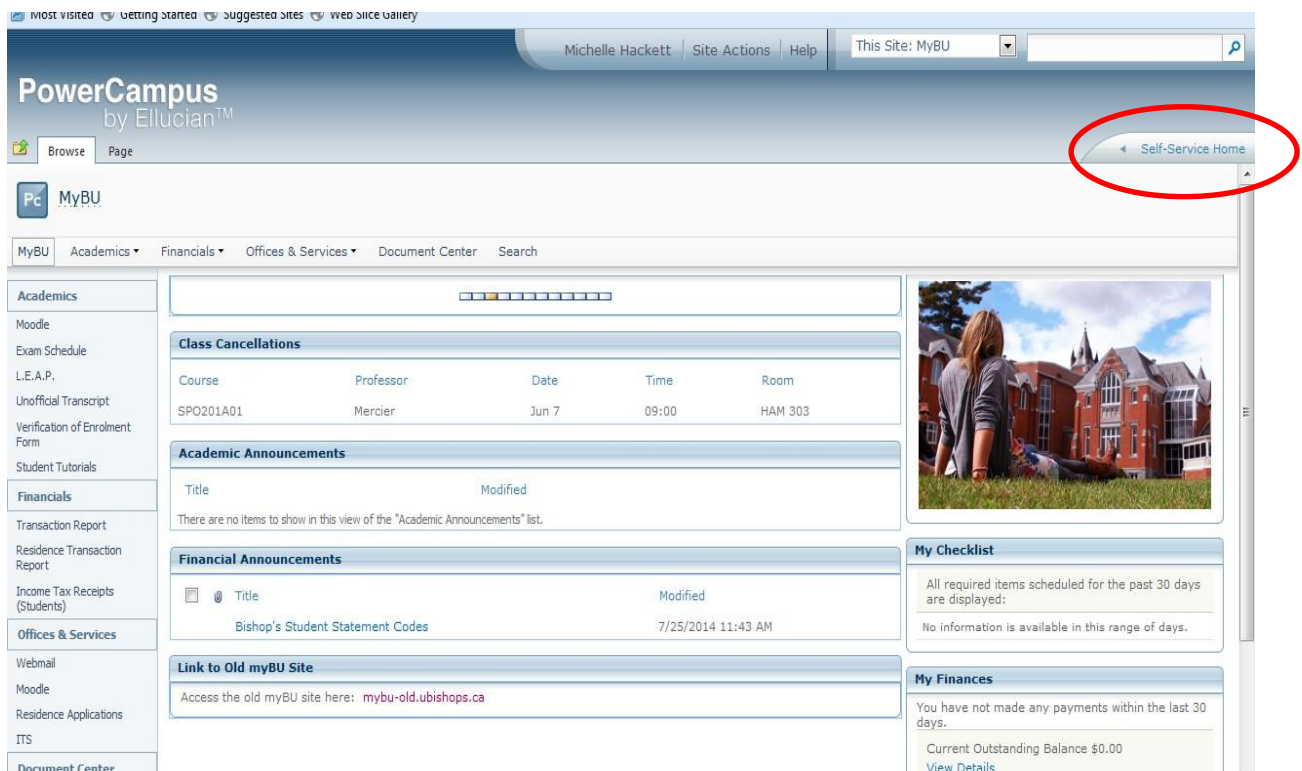 Most Visited Getting Started Suggested Sites Web Slice Gallery
Michelle Hackett Site Actions Help This Site: MyBU
PowerCampus
by Ellucian™
Browse Page
Self-Service Home
Pc MyBU
MyBU Academics Financials Offices & Services Document Center Search
Academics
Moodle
Exam Schedule
L.E.A.P.
Unofficial Transcript
Verification of Enrolment
Form
Student Tutorials
Financials
Transaction Report
Residence Transaction
Report
Income Tax Receipts
(Students)
Offices & Services
Webmail
Moodle
Residence Applications
ITS
Document Center
Class Cancellations
Course Professor Date Time Room
SPO201A01 Mercier Jun 7 09:00 HAM 303
Academic Announcements
Title Modified
There are no items to show in this view of the "Academic Announcements" list.
Financial Announcements
Title Modified
Bishop's Student Statement Codes 7/25/2014 11:43 AM
Link to Old myBU Site
Access the old myBU site here: mybu-old.ubishops.ca
My Checklist
All required items scheduled for the past 30 days
are displayed:
No information is available in this range of days.
My Finances
You have not made any payments within the last 30
days.
Current Outstanding Balance $0.00
View Details